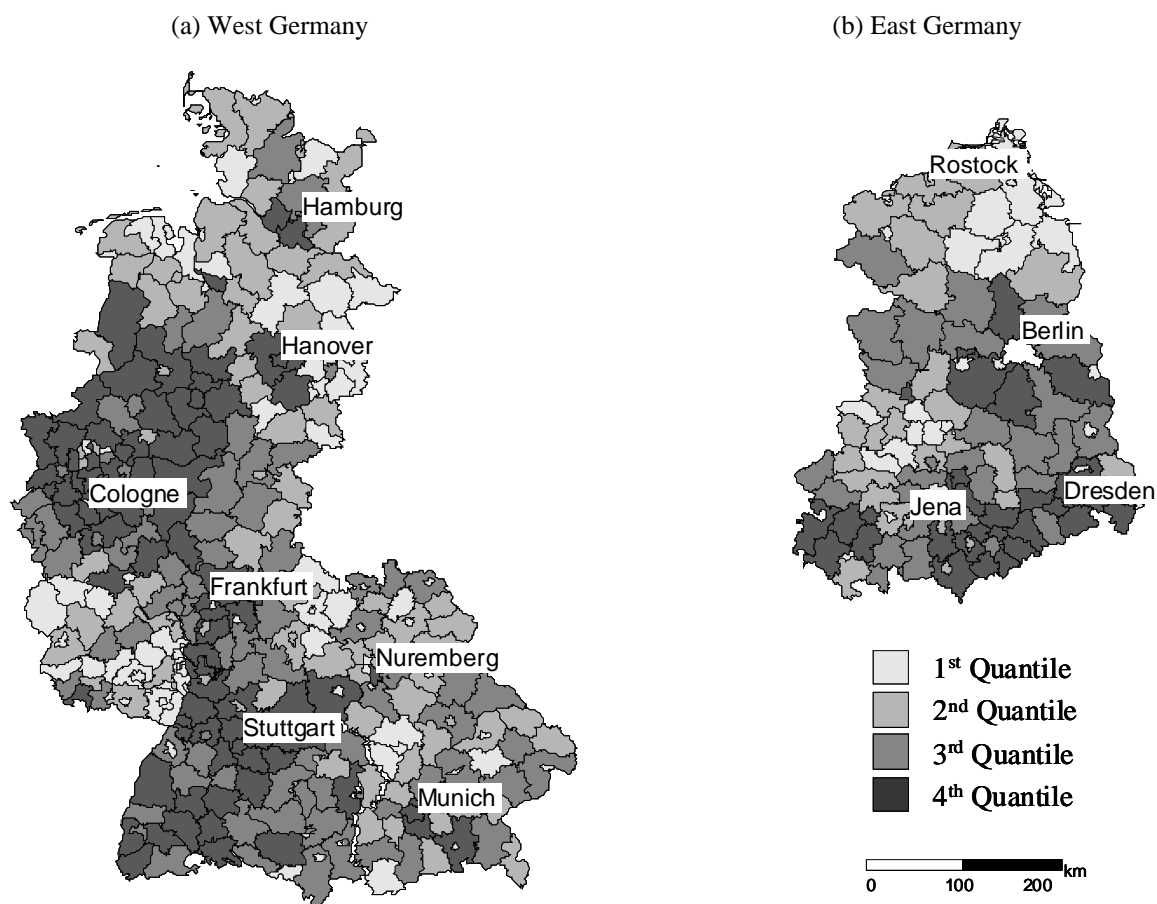 (a) West Germany
(b) East Germany
Rostock
Hamburg
Berlin
Hanover
Cologne
Dresden
Jena
Frankfurt
Nuremberg
1st Quantile
2nd Quantile
Stuttgart
3rd Quantile
Munich
4th Quantile
km
0 100 200